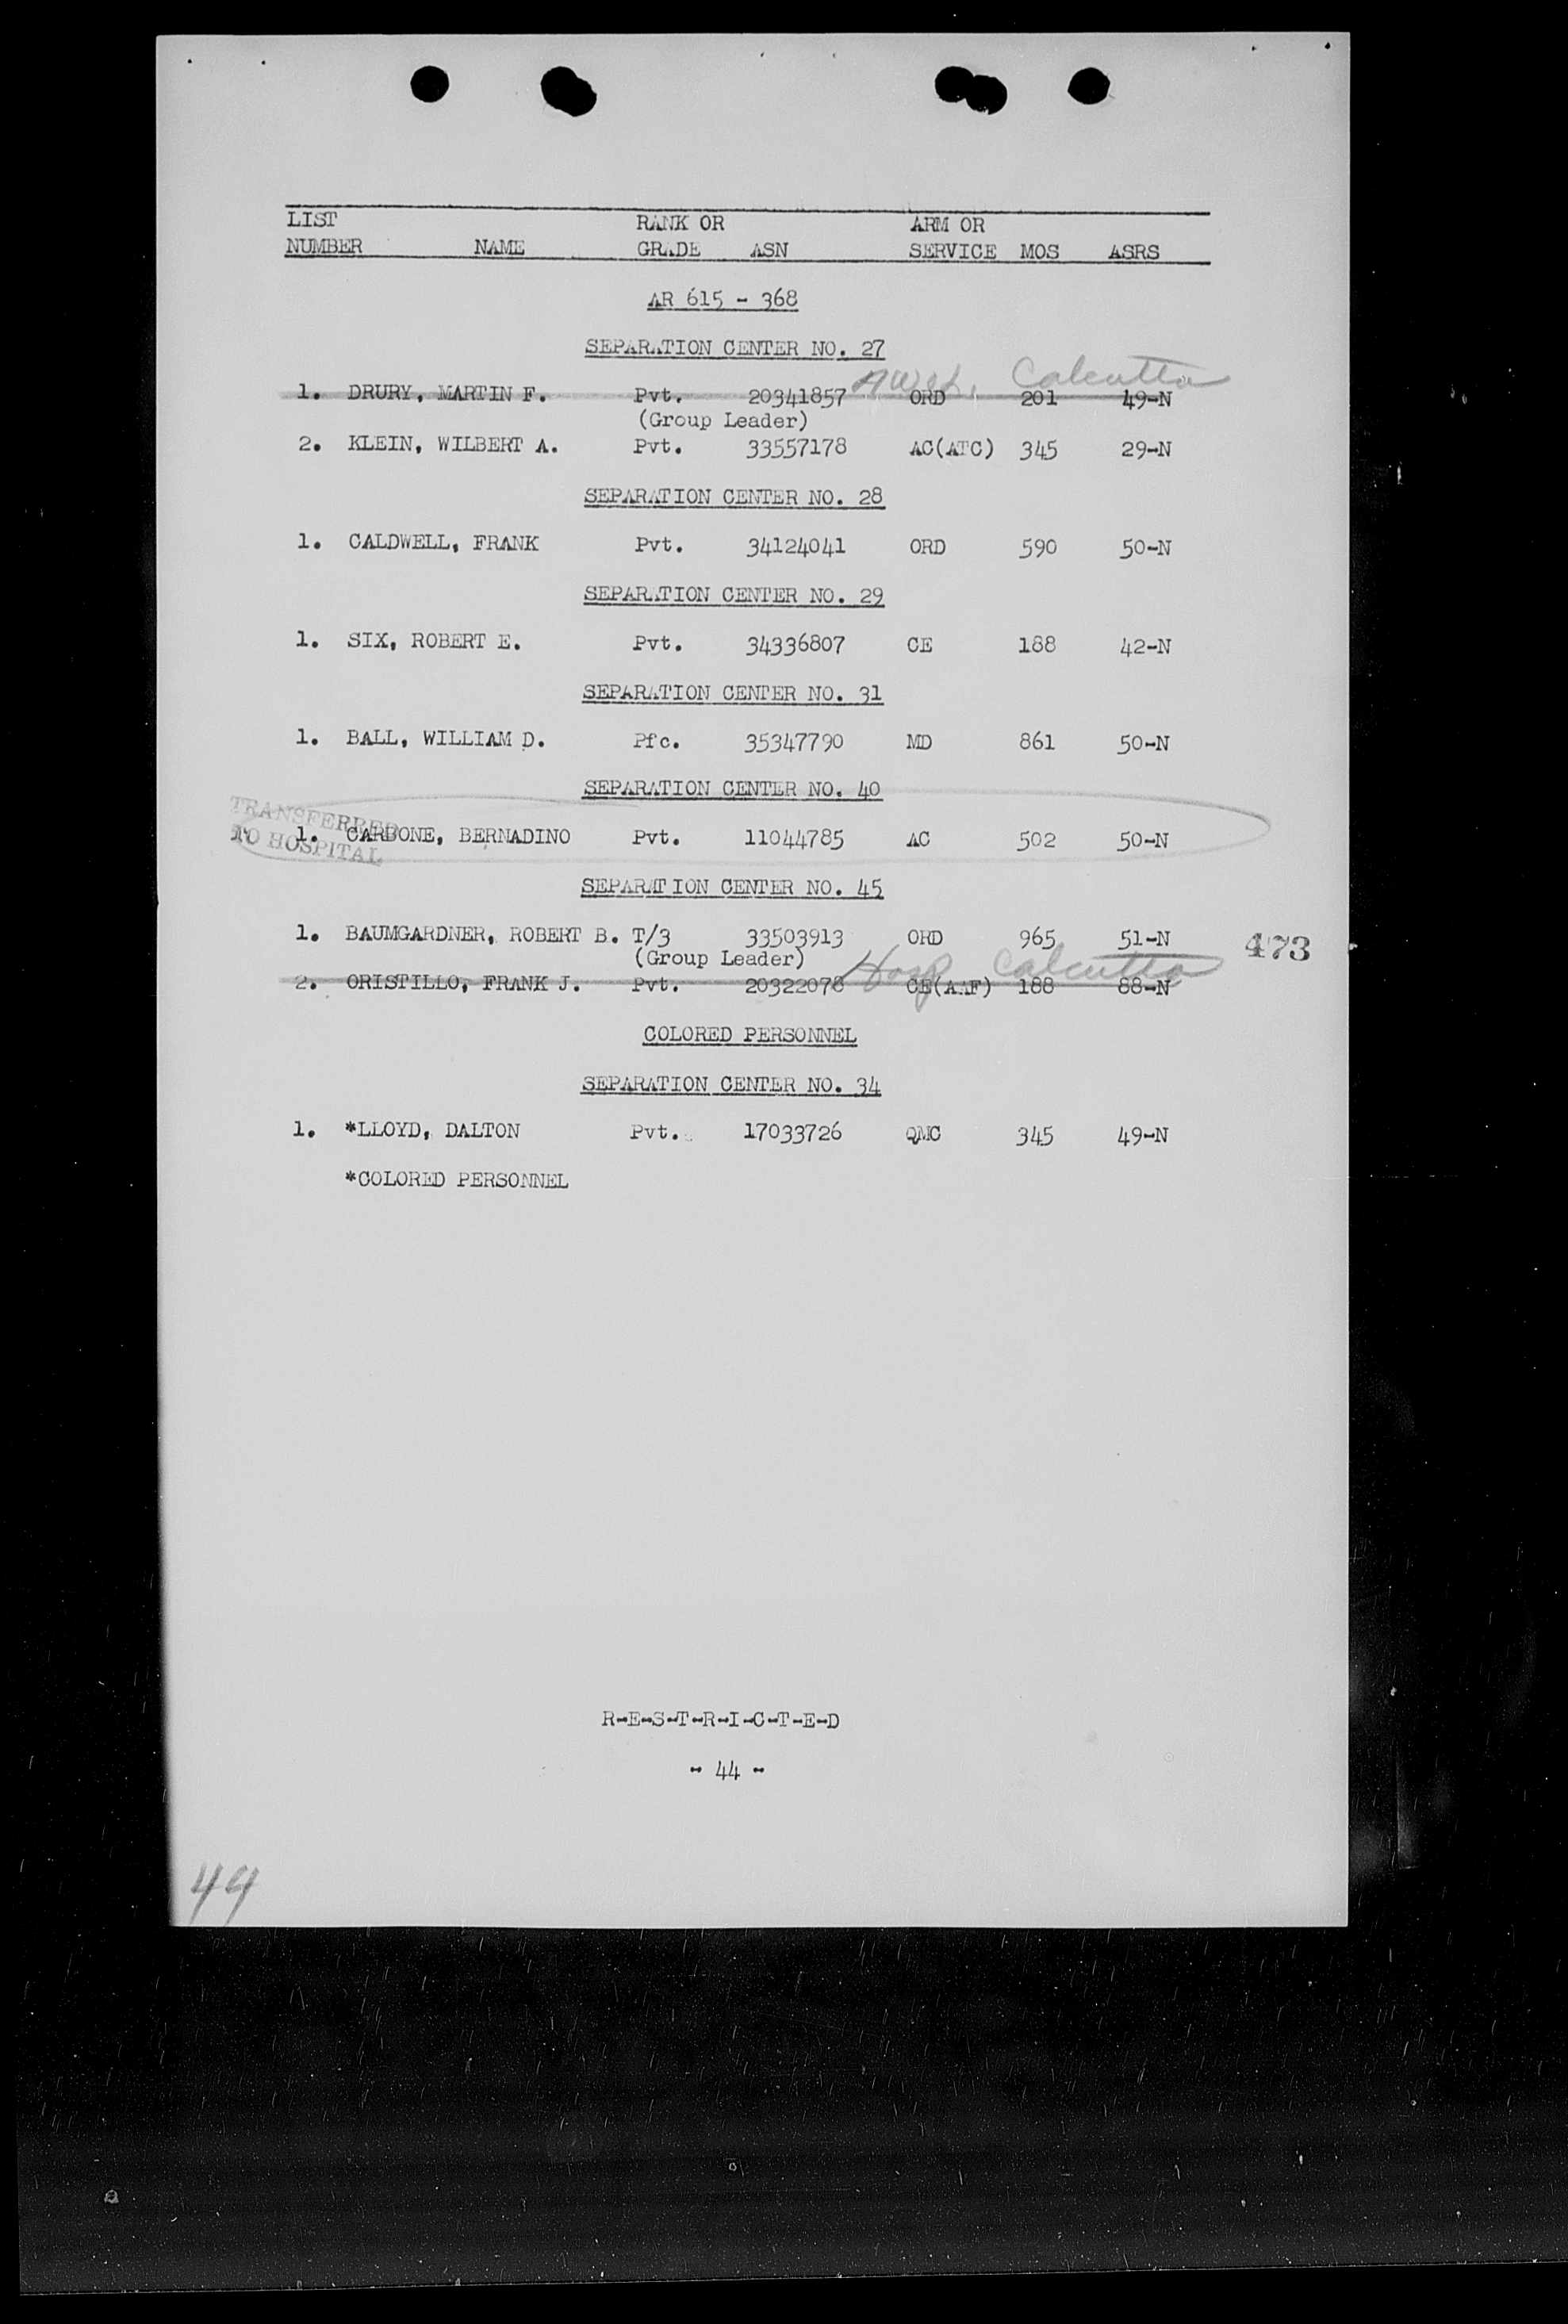 LIST RANK OR ARM OR
NUMBER NAME GRADE ASN SERVICE MOS ASRS
AR 615 - 368
SEPARATION CENTER NO. 27
Calcutta
1. DRURY, MARTIN F. Pvt. 20341857 ORD 201 49-N
(Group Leader)
2. KLEIN, WILBERT A. Pvt. 33557178 AC(ATC) 345 29-N
SEPARATION CENTER NO. 28
1. CALDWELL, FRANK Pvt. 34124041 ORD 590 50-N
SEPARATION CENTER NO. 29
1. SIX, ROBERT E. Pvt. 34336807 CE 188 42-N
SEPARATION CENTER NO. 31
1. BALL, WILLIAM D. Pfc. 35347790 MD 861 50-N
SEPARATION CENTER NO. 40
TRANSFERRED
TO HOSPITAL
1. CARBONE, BERNADINO Pvt. 11044785 AC 502 50-N
SEPARATION CENTER NO. 45
1. BAUMGARDNER, ROBERT B. T/3 33503913 ORD 965 51-N
473
(Group Leader)
Hosp Calcutta
2. ORISTILLO, FRANK J. Pvt. 20322078 CE(AAF) 188 88-N
COLORED PERSONNEL
SEPARATION CENTER NO. 34
1. *LLOYD, DALTON Pvt. 17033726 QMC 345 49-N
*COLORED PERSONNEL
R-E-S-T-R-I-C-T-E-D
- 44 -
49